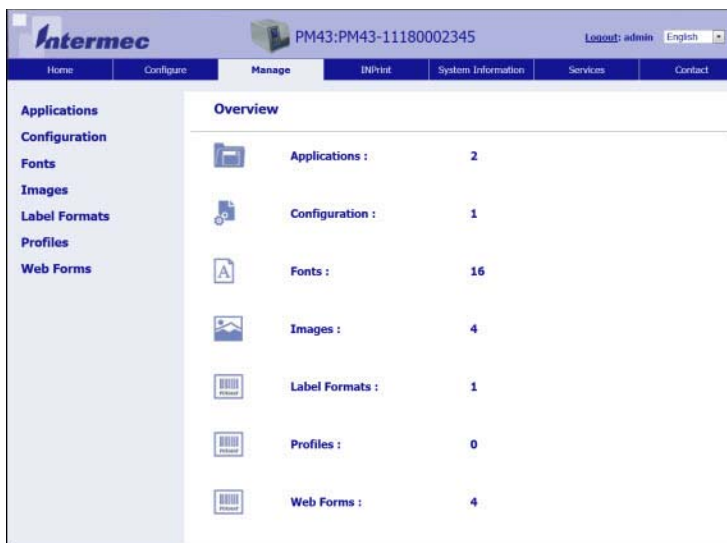 Intermec
PM43:PM43-11180002345
Logout: admin English
Home Configure Manage INPrint System Information Services Contact
Applications
Configuration
Fonts
Images
Label Formats
Profiles
Web Forms
Overview
Applications : 2
Configuration : 1
Fonts : 16
Images : 4
Label Formats : 1
Profiles : 0
Web Forms : 4